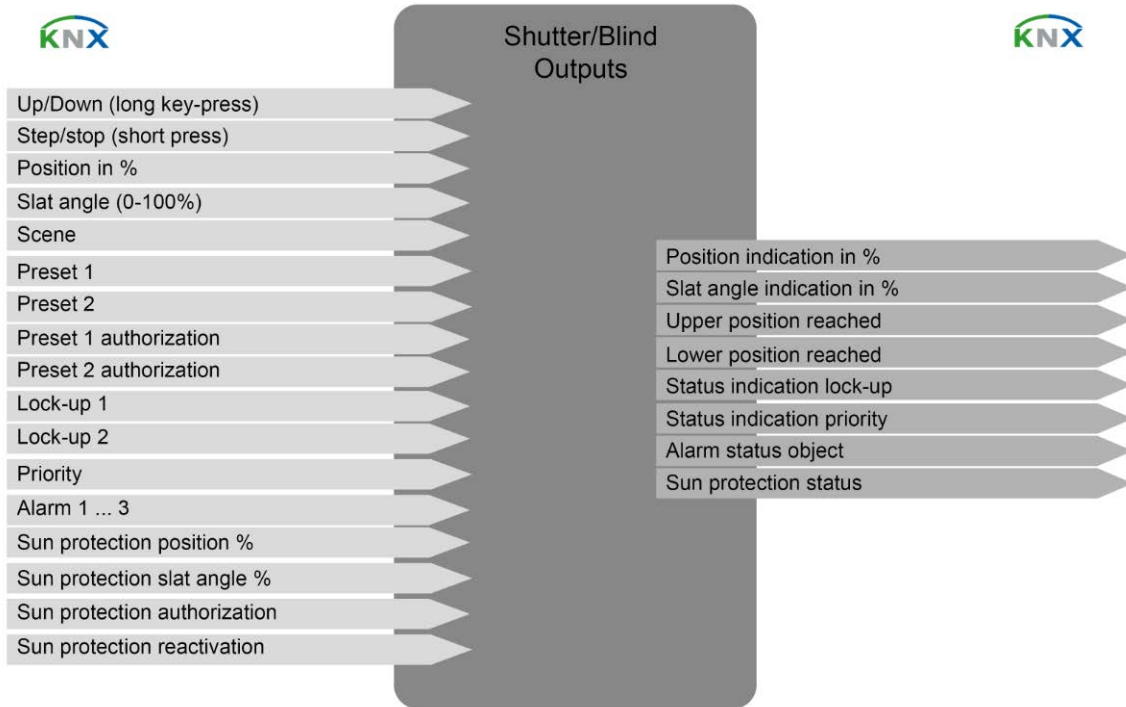 KNX
Shutter/Blind
Outputs
KNX
Up/Down (long key-press)
Step/stop (short press)
Position in %
Slat angle (0-100%)
Scene
Preset 1
Preset 2
Preset 1 authorization
Preset 2 authorization
Lock-up 1
Lock-up 2
Priority
Alarm 1 ... 3
Sun protection position %
Sun protection slat angle %
Sun protection authorization
Sun protection reactivation
Position indication in %
Slat angle indication in %
Upper position reached
Lower position reached
Status indication lock-up
Status indication priority
Alarm status object
Sun protection status